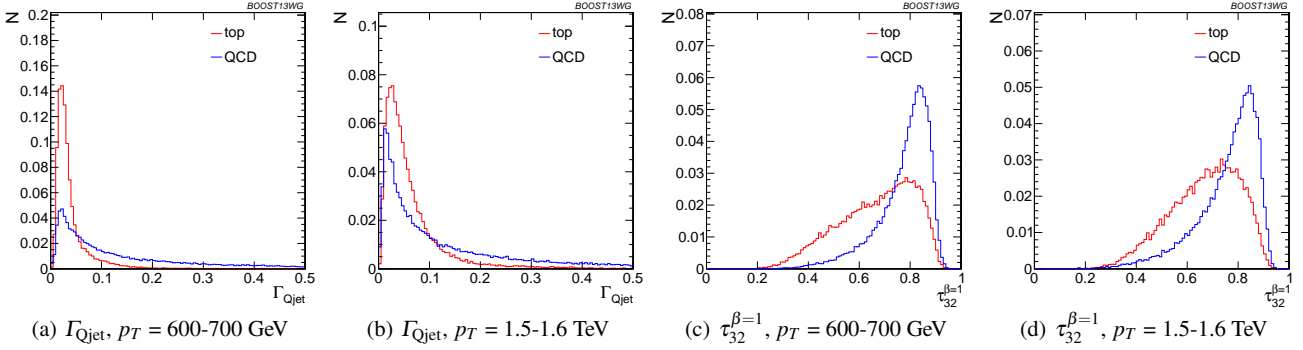 BOOST13WG
N
0.2
0.18
0.16
0.14
0.12
0.1
0.08
0.06
0.04
0.02
0
top
QCD
0 0.1 0.2 0.3 0.4 0.5
Γ_Qjet
BOOST13WG
N
0.1
0.08
0.06
0.04
0.02
0
top
QCD
0 0.1 0.2 0.3 0.4 0.5
Γ_Qjet
BOOST13WG
N
0.08
0.07
0.06
0.05
0.04
0.03
0.02
0.01
0
top
QCD
0 0.2 0.4 0.6 0.8 1
τ_32^β=1
BOOST13WG
N
0.07
0.06
0.05
0.04
0.03
0.02
0.01
0
top
QCD
0 0.2 0.4 0.6 0.8 1
τ_32^β=1
(a) Γ_Qjet, p_T = 600-700 GeV
(b) Γ_Qjet, p_T = 1.5-1.6 TeV
(c) τ_32^β=1, p_T = 600-700 GeV
(d) τ_32^β=1, p_T = 1.5-1.6 TeV